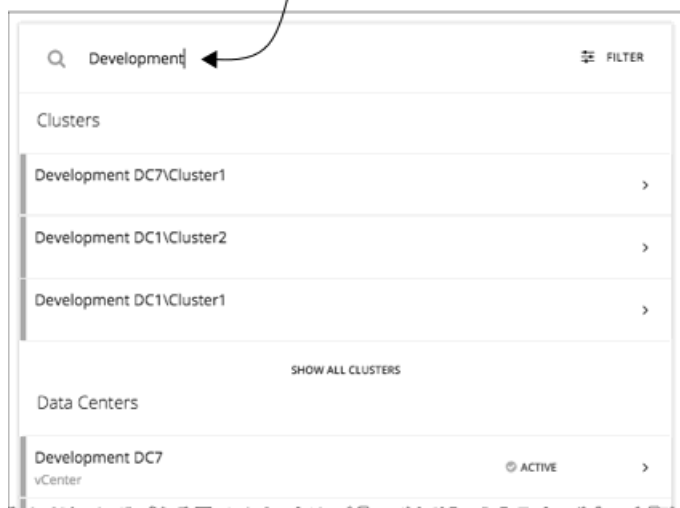 Development
FILTER
Clusters
Development DC7\Cluster1
Development DC1\Cluster2
Development DC1\Cluster1
SHOW ALL CLUSTERS
Data Centers
Development DC7
ACTIVE
vCenter